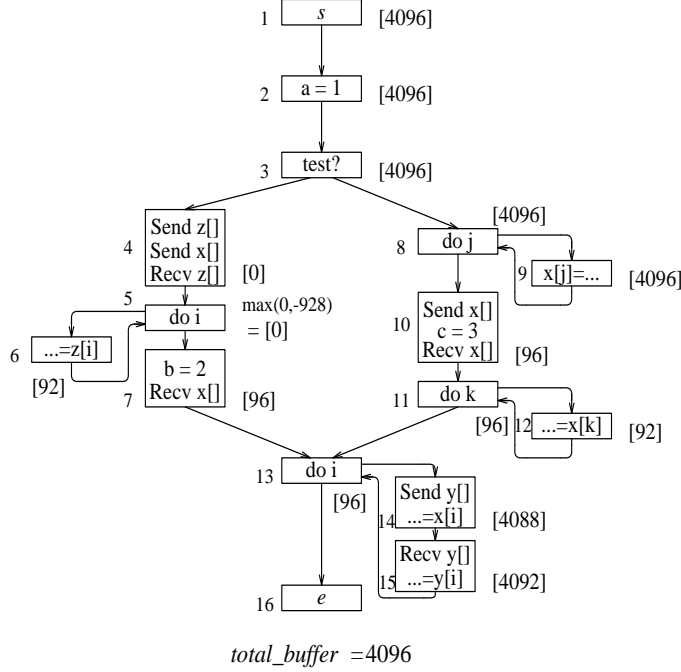 1 s [4096]
2 a = 1 [4096]
3 test? [4096]
Send z[]
4 Send x[]
Recv z[] [0]
5 do i max(0,-928)
= [0]
6 ...=z[i]
[92]
b = 2
7 Recv x[] [96]
[4096]
8 do j
9 x[j]=... [4096]
Send x[]
10 c = 3
Recv x[] [96]
11 do k
[96] 12 ...=x[k] [92]
13 do i
[96]
Send y[]
14 ...=x[i] [4088]
Recv y[]
15 ...=y[i] [4092]
16 e
total_buffer =4096